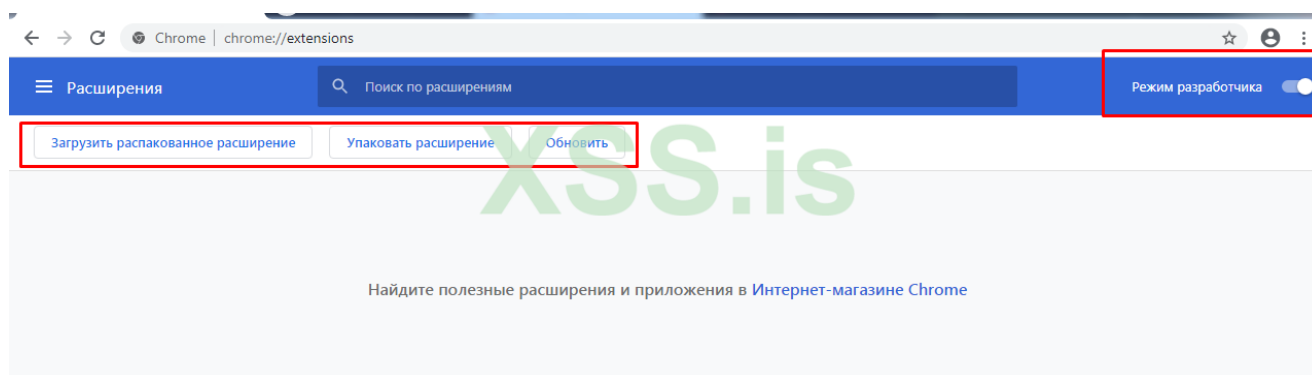 Chrome | chrome://extensions
Расширения
Поиск по расширениям
Режим разработчика
Загрузить распакованное расширение
Упаковать расширение
Обновить
XSS.is
Найдите полезные расширения и приложения в Интернет-магазине Chrome